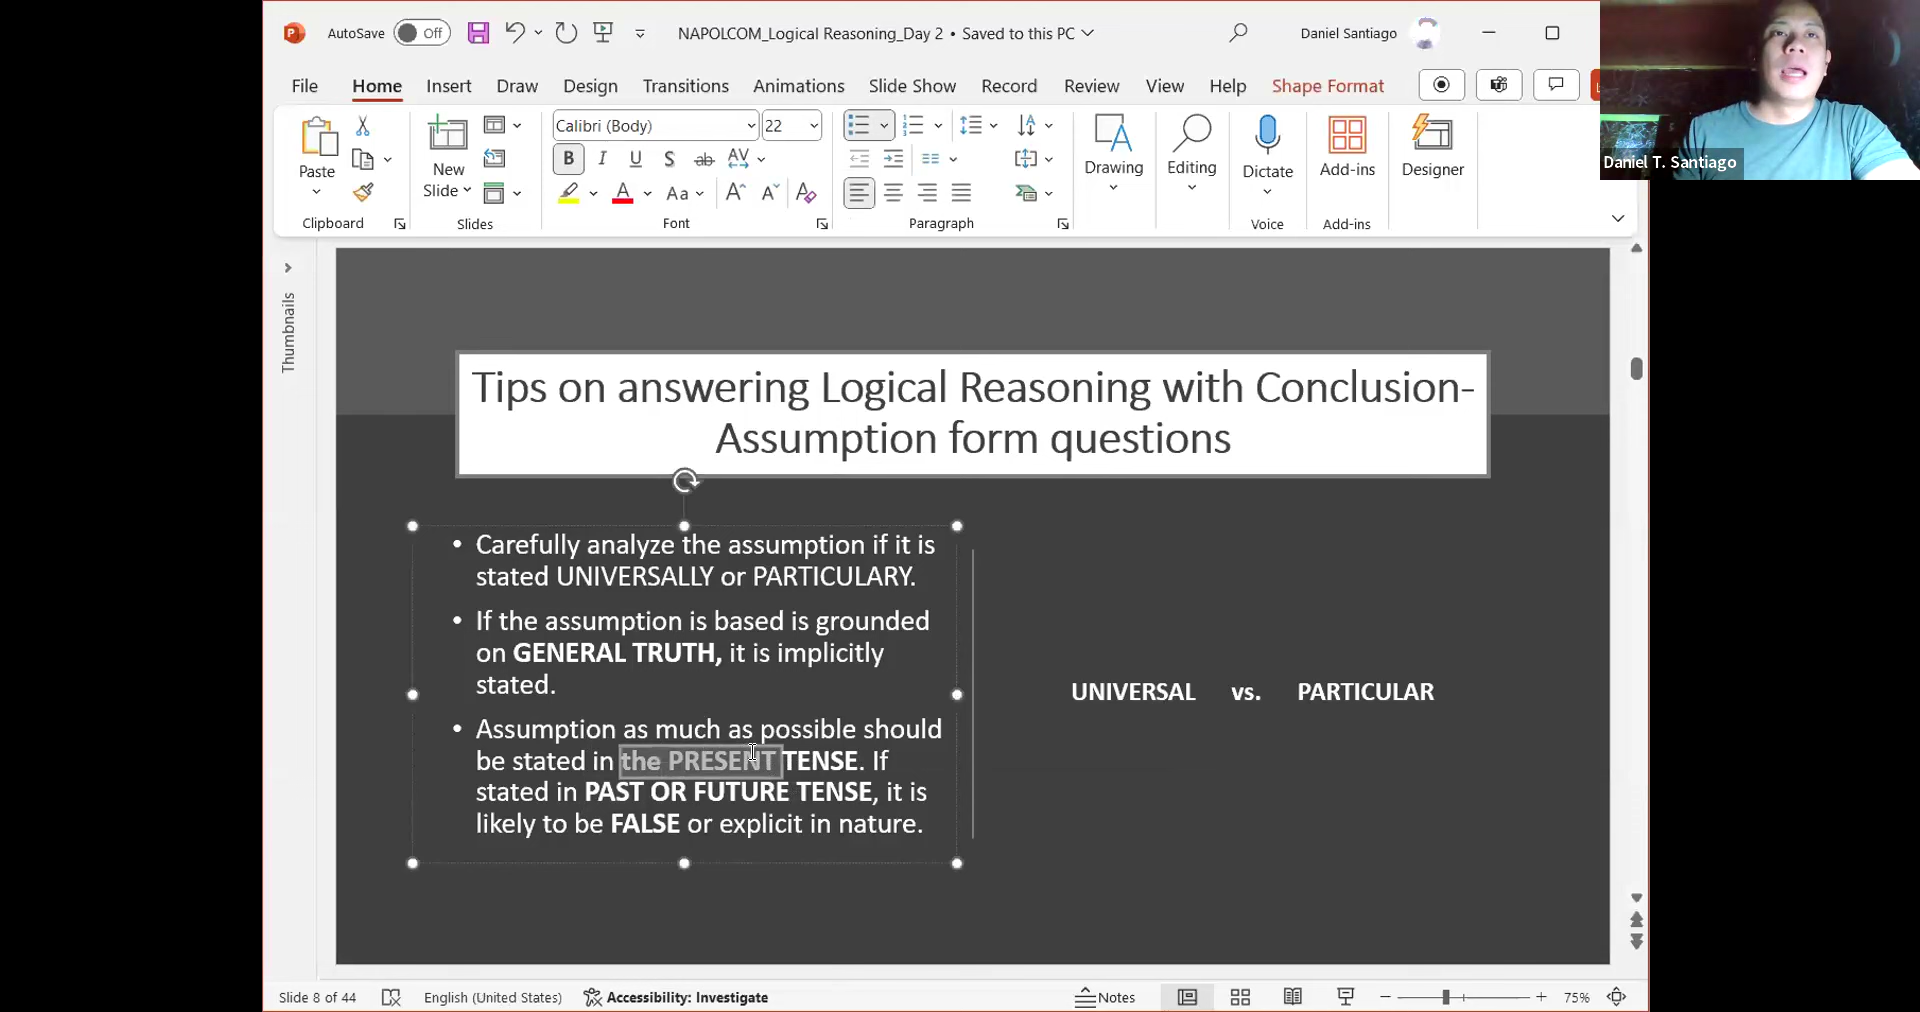 AutoSave
Off
NAPOLCOM_Logical Reasoning_Day 2 • Saved to this PC
Daniel Santiago
File
Home
Insert
Draw
Design
Transitions
Animations
Slide Show
Record
Review
View
Help
Shape Format
Paste
Clipboard
New
Slide
Slides
Calibri (Body)
22
B
I
U
S
ab
AV
A
Aa
A
A
A
Font
Paragraph
Drawing
Editing
Dictate
Voice
Add-ins
Add-ins
Designer
Daniel T. Santiago
Thumbnails
Tips on answering Logical Reasoning with Conclusion-
Assumption form questions
• Carefully analyze the assumption if it is
stated UNIVERSALLY or PARTICULARY.
• If the assumption is based is grounded
on GENERAL TRUTH, it is implicitly
stated.
• Assumption as much as possible should
be stated in the PRESENT TENSE. If
stated in PAST OR FUTURE TENSE, it is
likely to be FALSE or explicit in nature.
UNIVERSAL vs. PARTICULAR
Slide 8 of 44
English (United States)
Accessibility: Investigate
Notes
75%